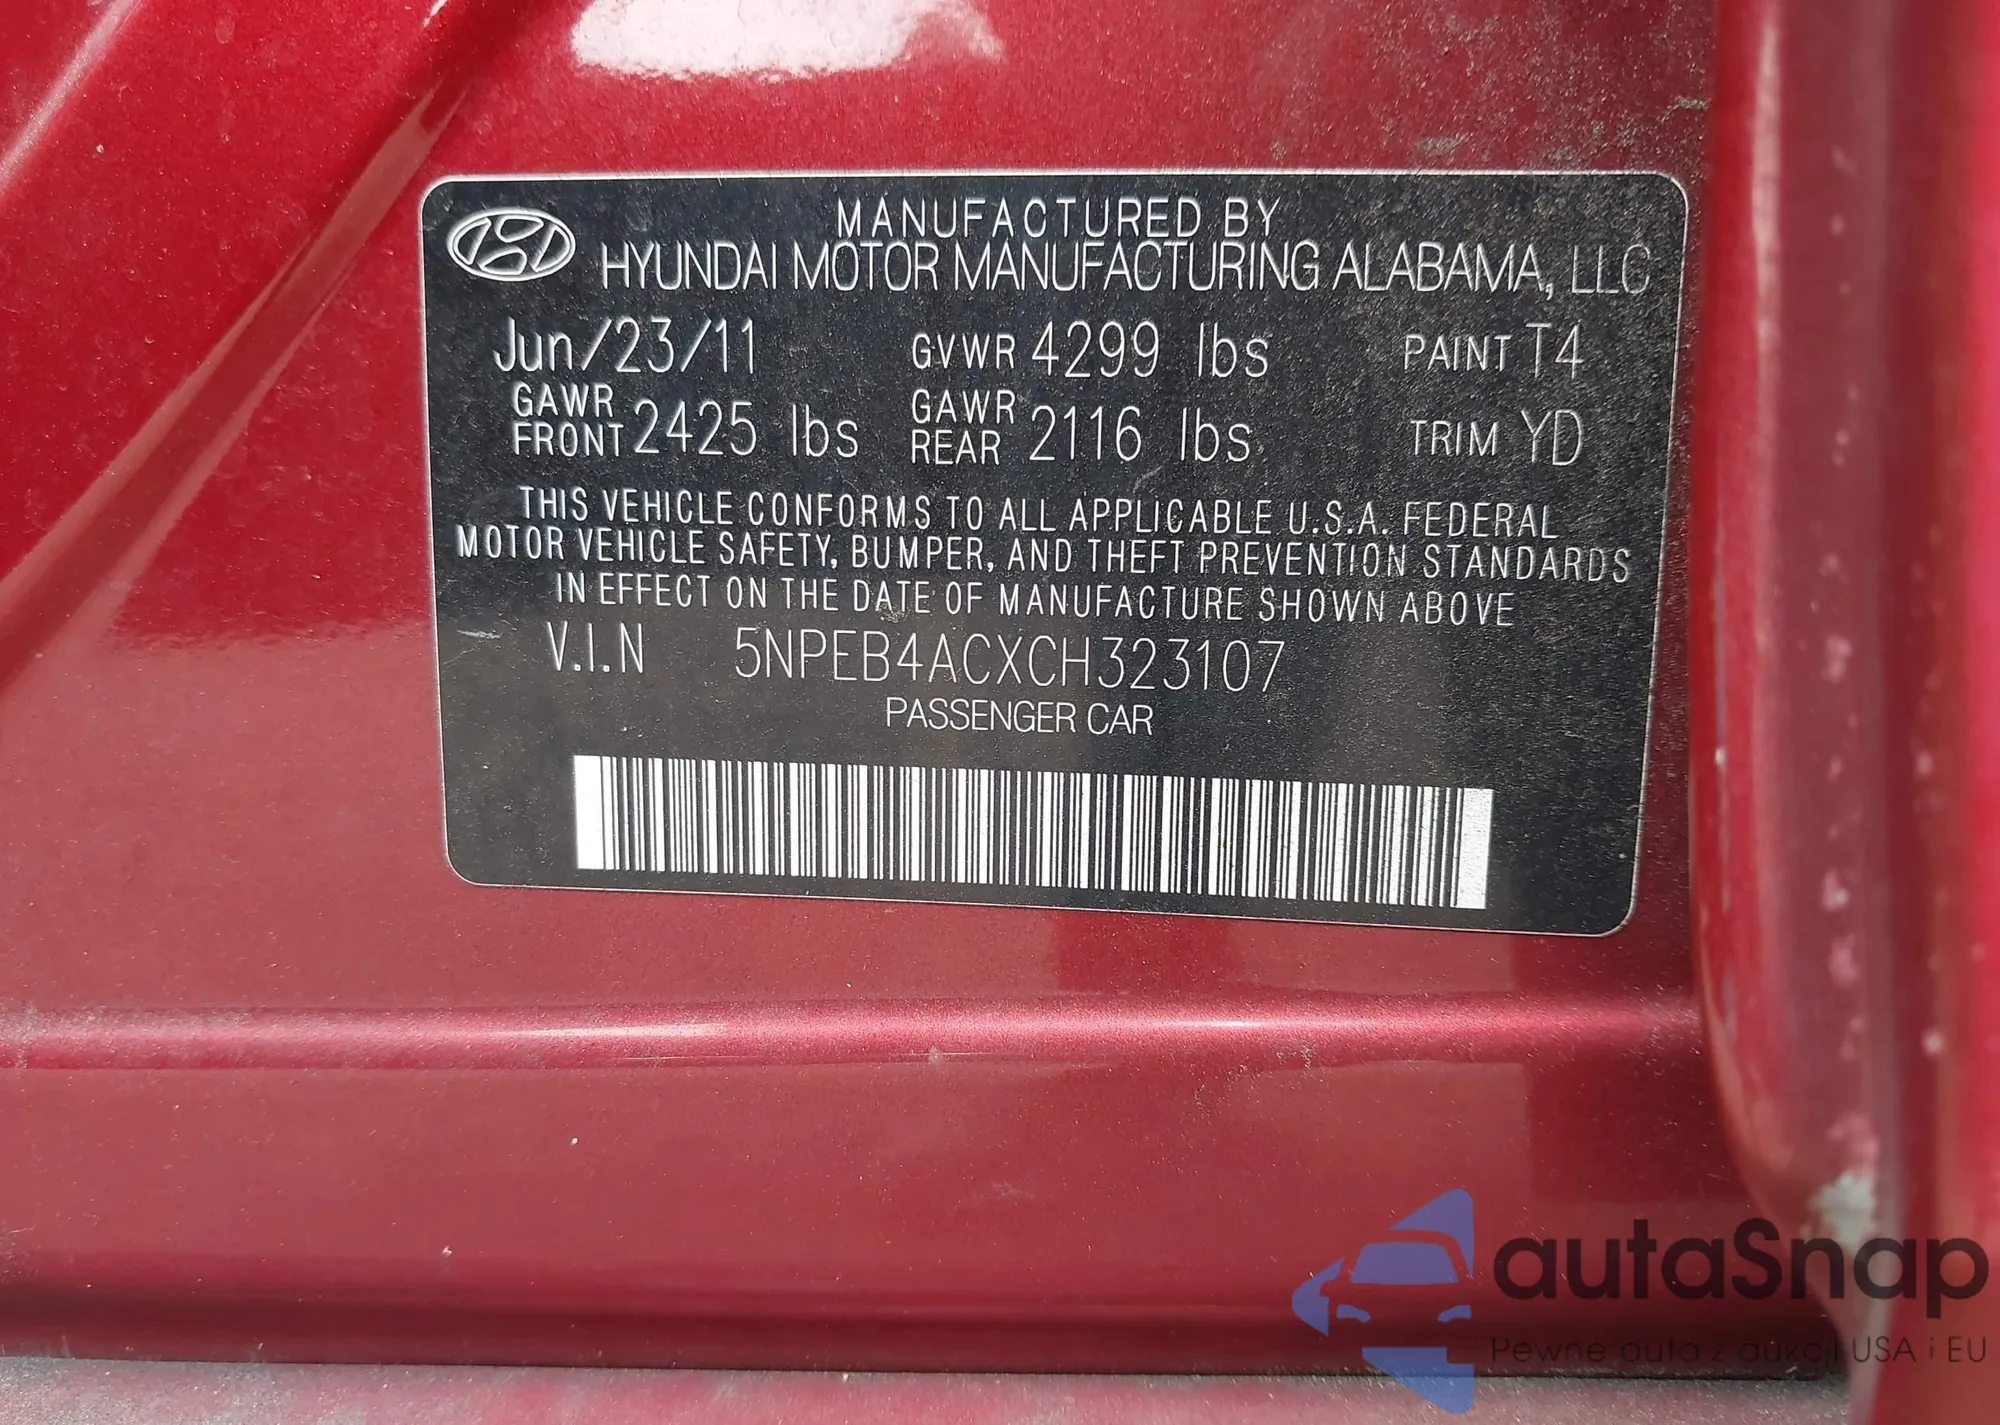 MANUFACTURED BY
HYUNDAI MOTOR MANUFACTURING ALABAMA, LLC
Jun/23/11 GVWR 4299 lbs PAINT T4
GAWR FRONT 2425 lbs GAWR REAR 2116 lbs TRIM YD
THIS VEHICLE CONFORMS TO ALL APPLICABLE U.S.A. FEDERAL
MOTOR VEHICLE SAFETY, BUMPER, AND THEFT PREVENTION STANDARDS
IN EFFECT ON THE DATE OF MANUFACTURE SHOWN ABOVE
V.I.N 5NPEB4ACXCH323107
PASSENGER CAR
autaSnap
Pewne auta z aukcji USA i EU